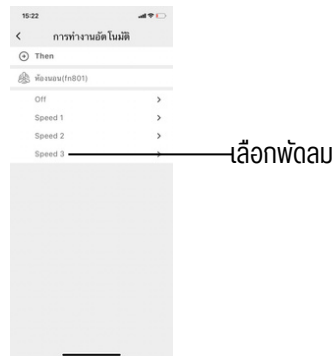 15:22
การทำงานอัตโนมัติ
Then
ห้องนอน(fn801)
Off
Speed 1
Speed 2
Speed 3
เลือกพัดลม